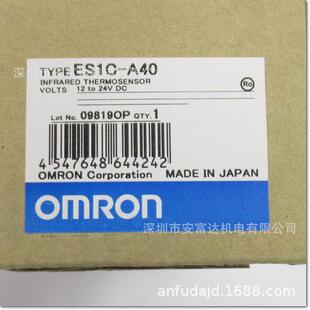 TYPE ES1C-A40
INFRARED THERMOSENSOR
VOLTS 12 to 24V DC
Ro
Lot No. 09819OP QTY. 1
4 547648 644242
OMRON Corporation MADE IN JAPAN
OMRON
深圳市安富达机电有限公司
anfudajd.1688.com